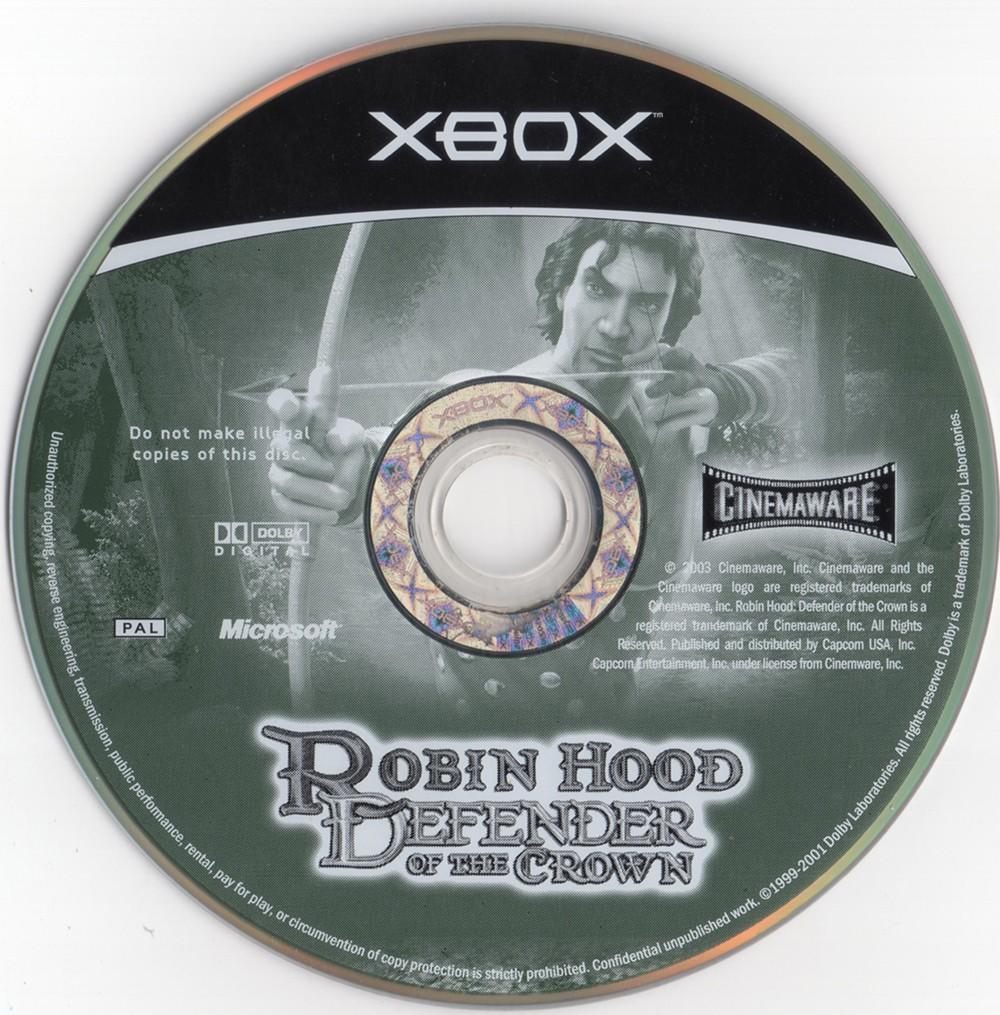 XBOX™
XBOX
Do not make illegal
copies of this disc.
CINEMAWARE®
DOLBY
DIGITAL
© 2003 Cinemaware, Inc. Cinemaware and the
Cinemaware logo are registered trademarks of
Cinemaware, Inc. Robin Hood: Defender of the Crown is a
registered trandemark of Cinemaware, Inc. All Rights
Reserved. Published and distributed by Capcom USA, Inc.
Capcom Entertainment, Inc. under license from Cinemware, Inc.
PAL
Microsoft®
ROBIN HOOD
DEFENDER
OF THE CROWN
Unauthorized copying, reverse engineering, transmission, public performance, rental, pay for play, or circumvention of copy protection is strictly prohibited. Confidential unpublished work. ©1999-2001 Dolby Laboratories. All rights reserved. Dolby is a trademark of Dolby Laboratories.